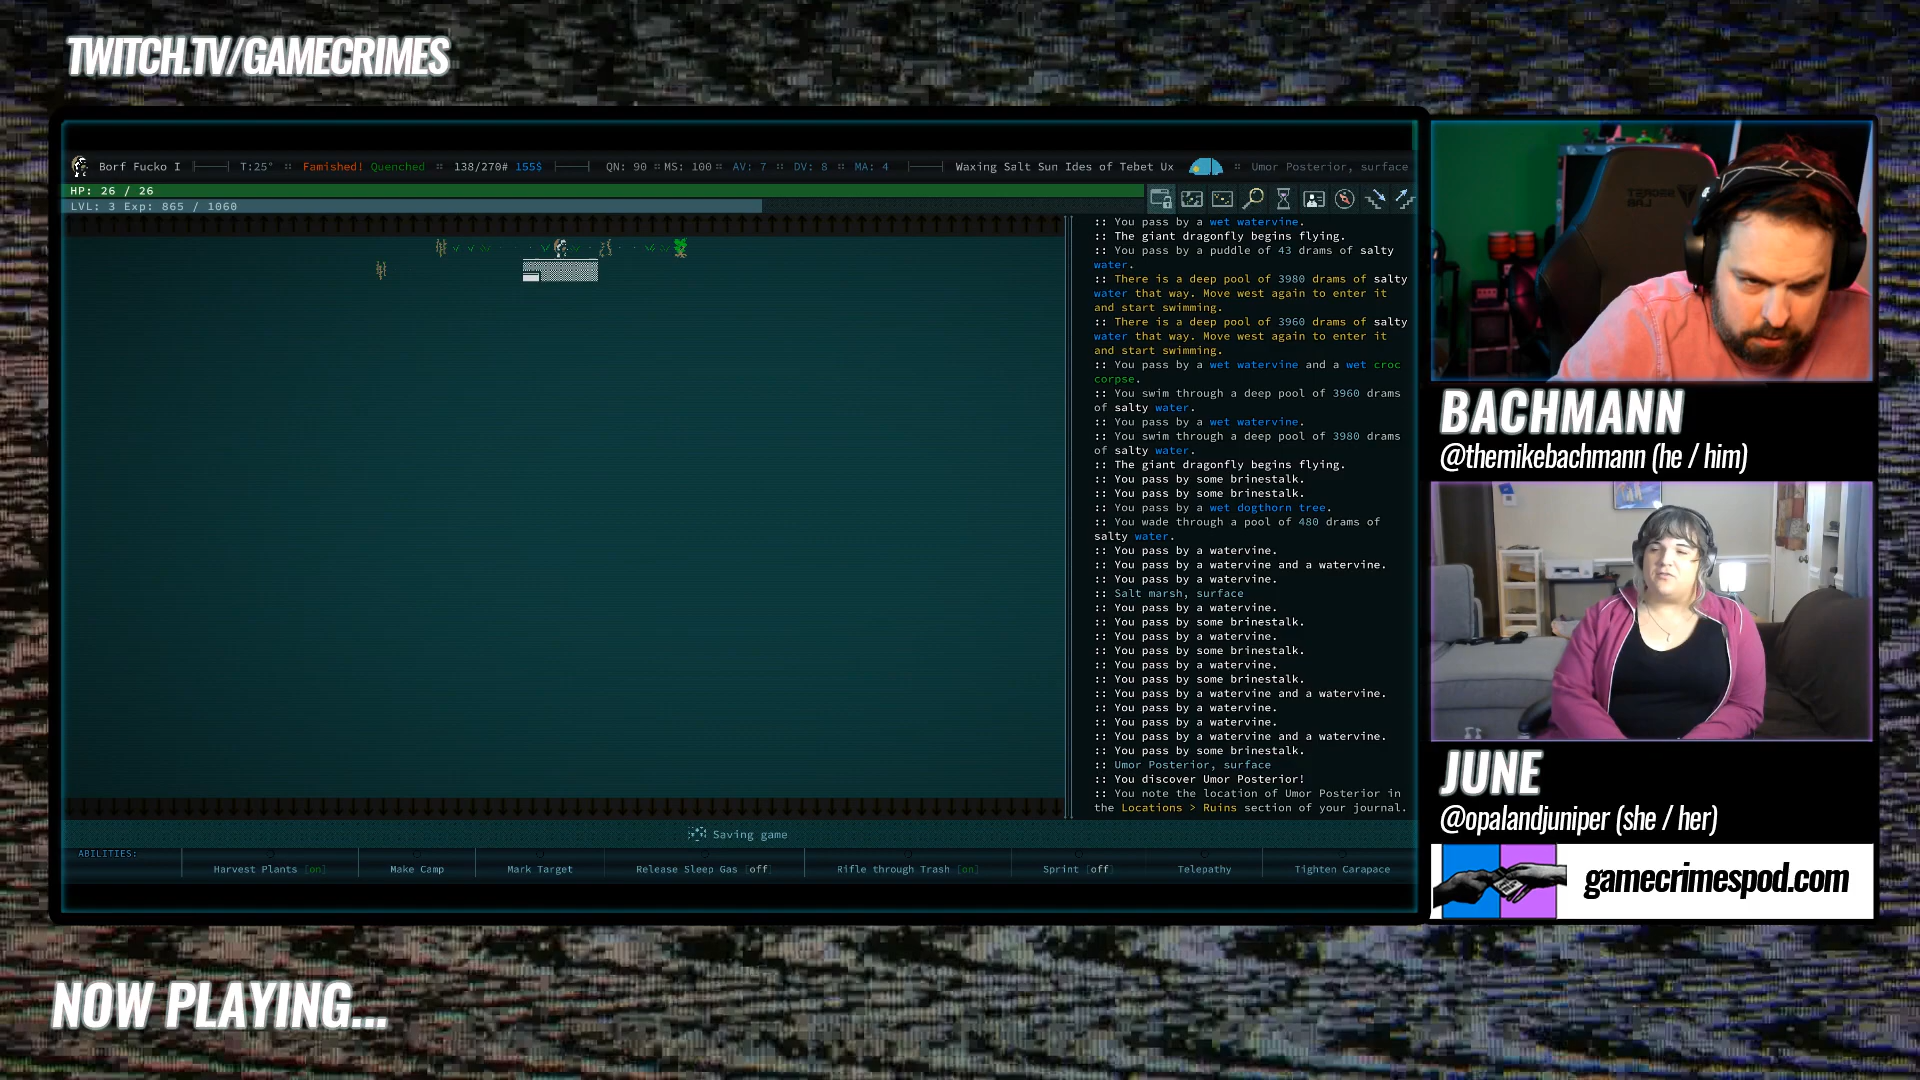 TWITCH.TV/GAMECRIMES
Borf Fucko I T:25° :: Famished! Quenched :: 138/270# 155$ QN: 90 :: MS: 100 :: AV: 7 :: DV: 8 :: MA: 4 Waxing Salt Sun Ides of Tebet Ux :: Umor Posterior, surface
HP: 26 / 26
LVL: 3 Exp: 865 / 1060
:: You pass by a wet watervine.
:: The giant dragonfly begins flying.
:: You pass by a puddle of 43 drams of salty
water.
:: There is a deep pool of 3980 drams of salty
water that way. Move west again to enter it
and start swimming.
:: There is a deep pool of 3960 drams of salty
water that way. Move west again to enter it
and start swimming.
:: You pass by a wet watervine and a wet croc
corpse.
:: You swim through a deep pool of 3960 drams
of salty water.
:: You pass by a wet watervine.
:: You swim through a deep pool of 3980 drams
of salty water.
:: The giant dragonfly begins flying.
:: You pass by some brinestalk.
:: You pass by some brinestalk.
:: You pass by a wet dogthorn tree.
:: You wade through a pool of 480 drams of
salty water.
:: You pass by a watervine.
:: You pass by a watervine and a watervine.
:: You pass by a watervine.
:: Salt marsh, surface
:: You pass by a watervine.
:: You pass by some brinestalk.
:: You pass by a watervine.
:: You pass by some brinestalk.
:: You pass by a watervine.
:: You pass by some brinestalk.
:: You pass by a watervine and a watervine.
:: You pass by a watervine.
:: You pass by a watervine.
:: You pass by a watervine and a watervine.
:: You pass by some brinestalk.
:: Umor Posterior, surface
:: You discover Umor Posterior!
:: You note the location of Umor Posterior in
the Locations > Ruins section of your journal.
Saving game
ABILITIES:
Harvest Plants [on] Make Camp Mark Target Release Sleep Gas [off] Rifle through Trash [on] Sprint [off] Telepathy Tighten Carapace
BACHMANN
@themikebachmann (he / him)
JUNE
@opalandjuniper (she / her)
gamecrimespod.com
NOW PLAYING...